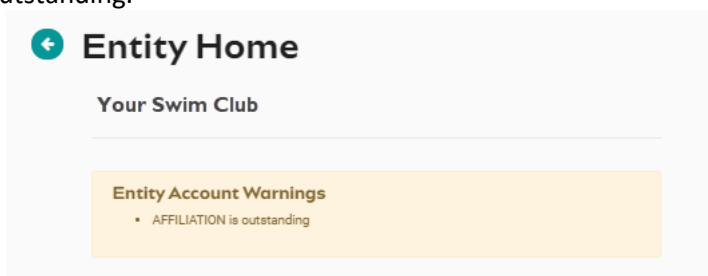 Entity Home
Your Swim Club
Entity Account Warnings
• AFFILIATION is outstanding